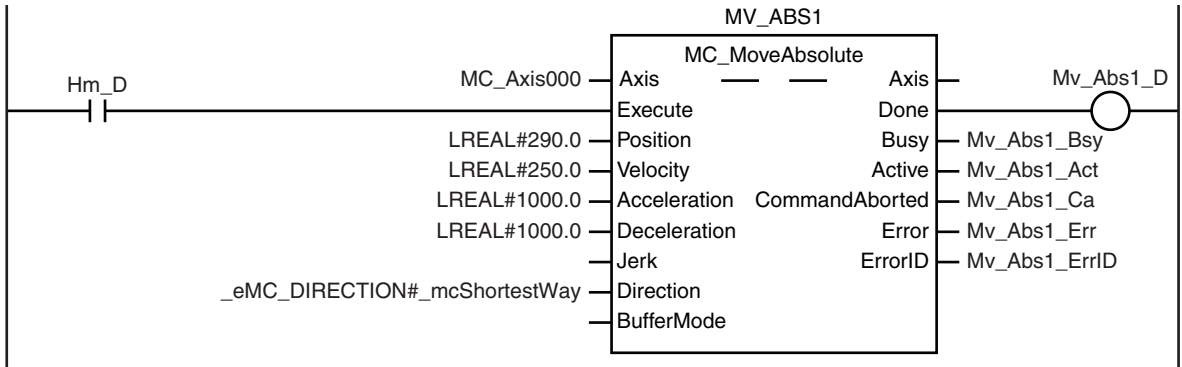 MV_ABS1
MC_MoveAbsolute
Hm_D
MC_Axis000 Axis Axis Mv_Abs1_D
Execute Done
LREAL#290.0 Position Busy Mv_Abs1_Bsy
LREAL#250.0 Velocity Active Mv_Abs1_Act
LREAL#1000.0 Acceleration CommandAborted Mv_Abs1_Ca
LREAL#1000.0 Deceleration Error Mv_Abs1_Err
Jerk ErrorID Mv_Abs1_ErrID
_eMC_DIRECTION#_mcShortestWay Direction
BufferMode